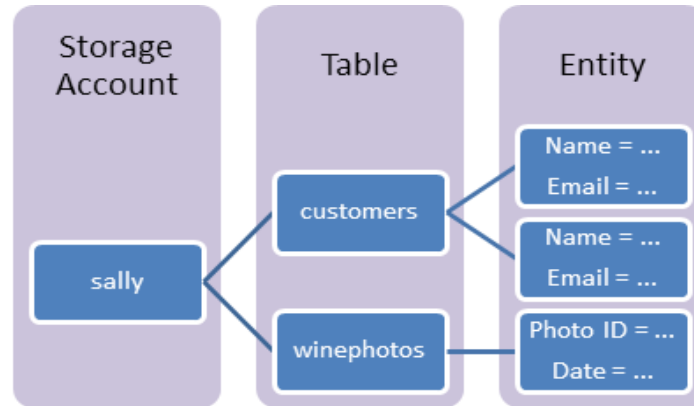 Storage
Account
Table
Entity
sally
customers
winephotos
Name = ...
Email = ...
Name = ...
Email = ...
Photo ID = ...
Date = ...